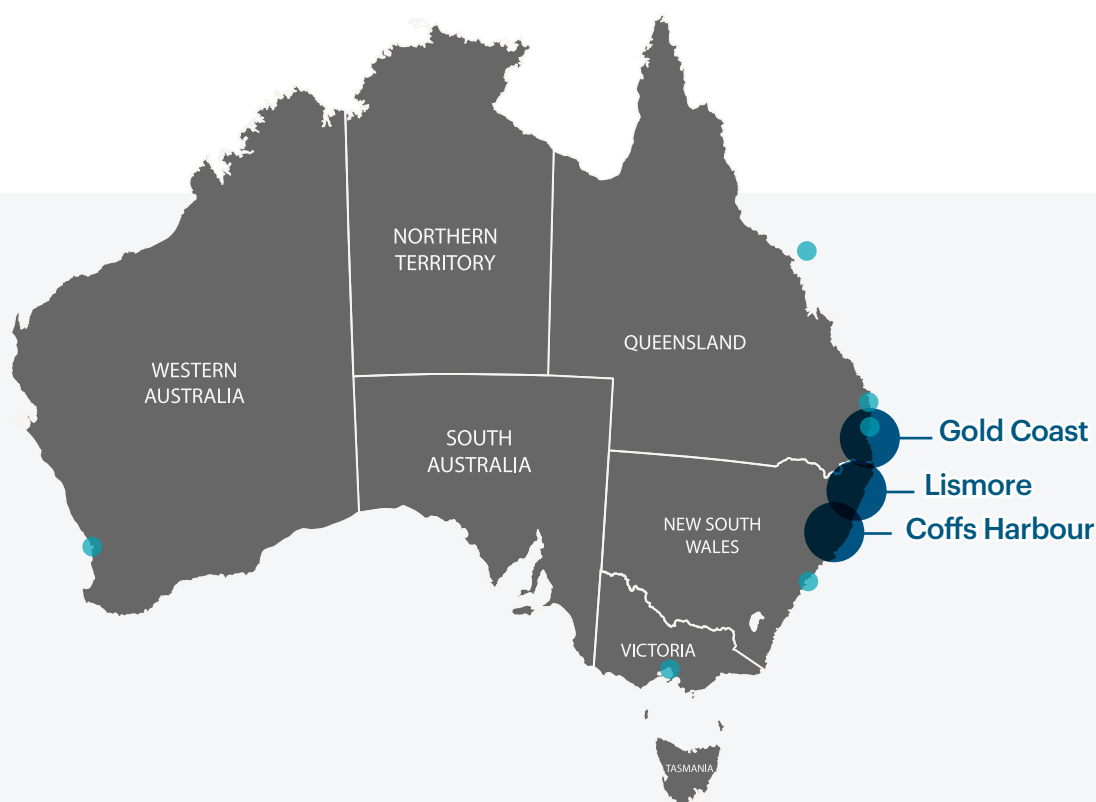 NORTHERN
TERRITORY
QUEENSLAND
WESTERN
AUSTRALIA
SOUTH
AUSTRALIA
Gold Coast
Lismore
Coffs Harbour
NEW SOUTH
WALES
VICTORIA
TASMANIA